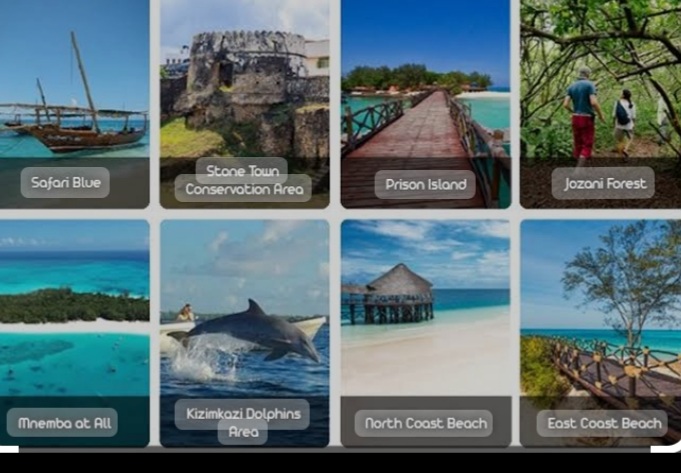 Safari Blue
Stone Town
Conservation Area
Prison Island
Jozani Forest
Mnemba at All
Kizimkazi Dolphins
Area
North Coast Beach
East Coast Beach